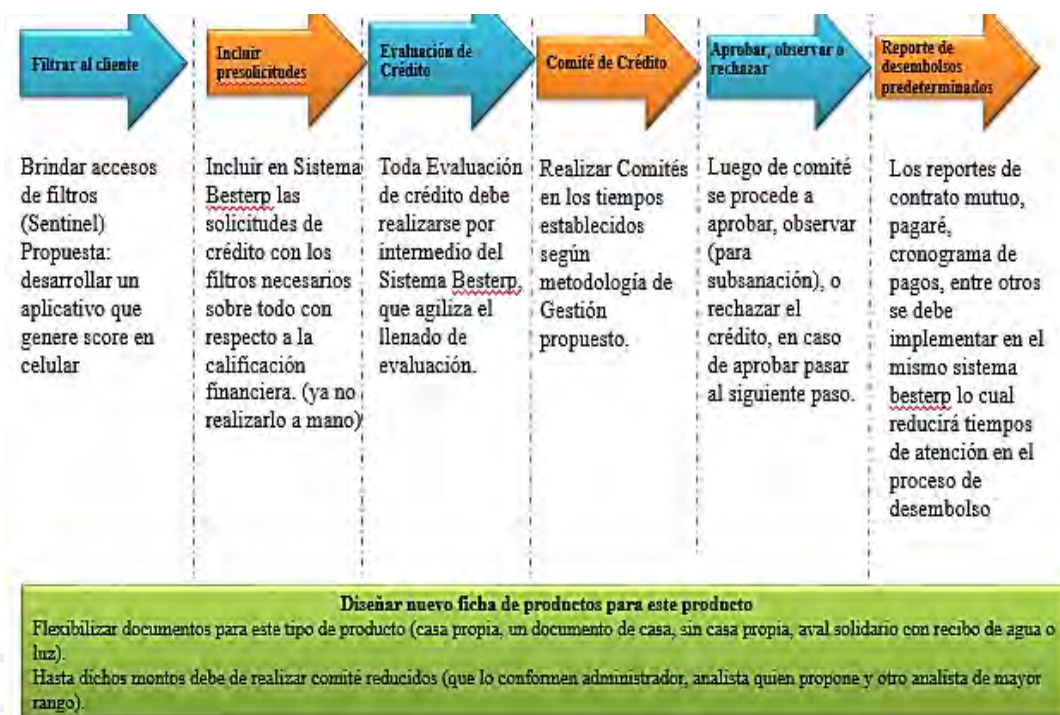 Filtrar al cliente
Incluir
presolicitudes
Evaluación de
Crédito
Comité de Crédito
Aprobar, observar o
rechazar
Reporte de
desembolsos
predeterminados
Brindar accesos
de filtros
(Sentinel)
Propuesta:
desarrollar un
aplicativo que
genere score en
celular
Incluir en Sistema
Besterp las
solicitudes de
crédito con los
filtros necesarios
sobre todo con
respecto a la
calificación
financiera. (ya no
realizarlo a mano)
Toda Evaluación
de crédito debe
realizarse por
intermedio del
Sistema Besterp,
que agiliza el
llenado de
evaluación.
Realizar Comités
en los tiempos
establecidos
según
metodología de
Gestión
propuesto.
Luego de comité
se procede a
aprobar, observar
(para
subsanación), o
rechazar el
crédito, en caso
de aprobar pasar
al siguiente paso.
Los reportes de
contrato mutuo,
pagaré,
cronograma de
pagos, entre otros
se debe
implementar en el
mismo sistema
besterp lo cual
reducirá tiempos
de atención en el
proceso de
desembolso
Diseñar nuevo ficha de productos para este producto
Flexibilizar documentos para este tipo de producto (casa propia, un documento de casa, sin casa propia, aval solidario con recibo de agua o
luz).
Hasta dichos montos debe de realizar comité reducidos (que lo conformen administrador, analista quien propone y otro analista de mayor
rango).